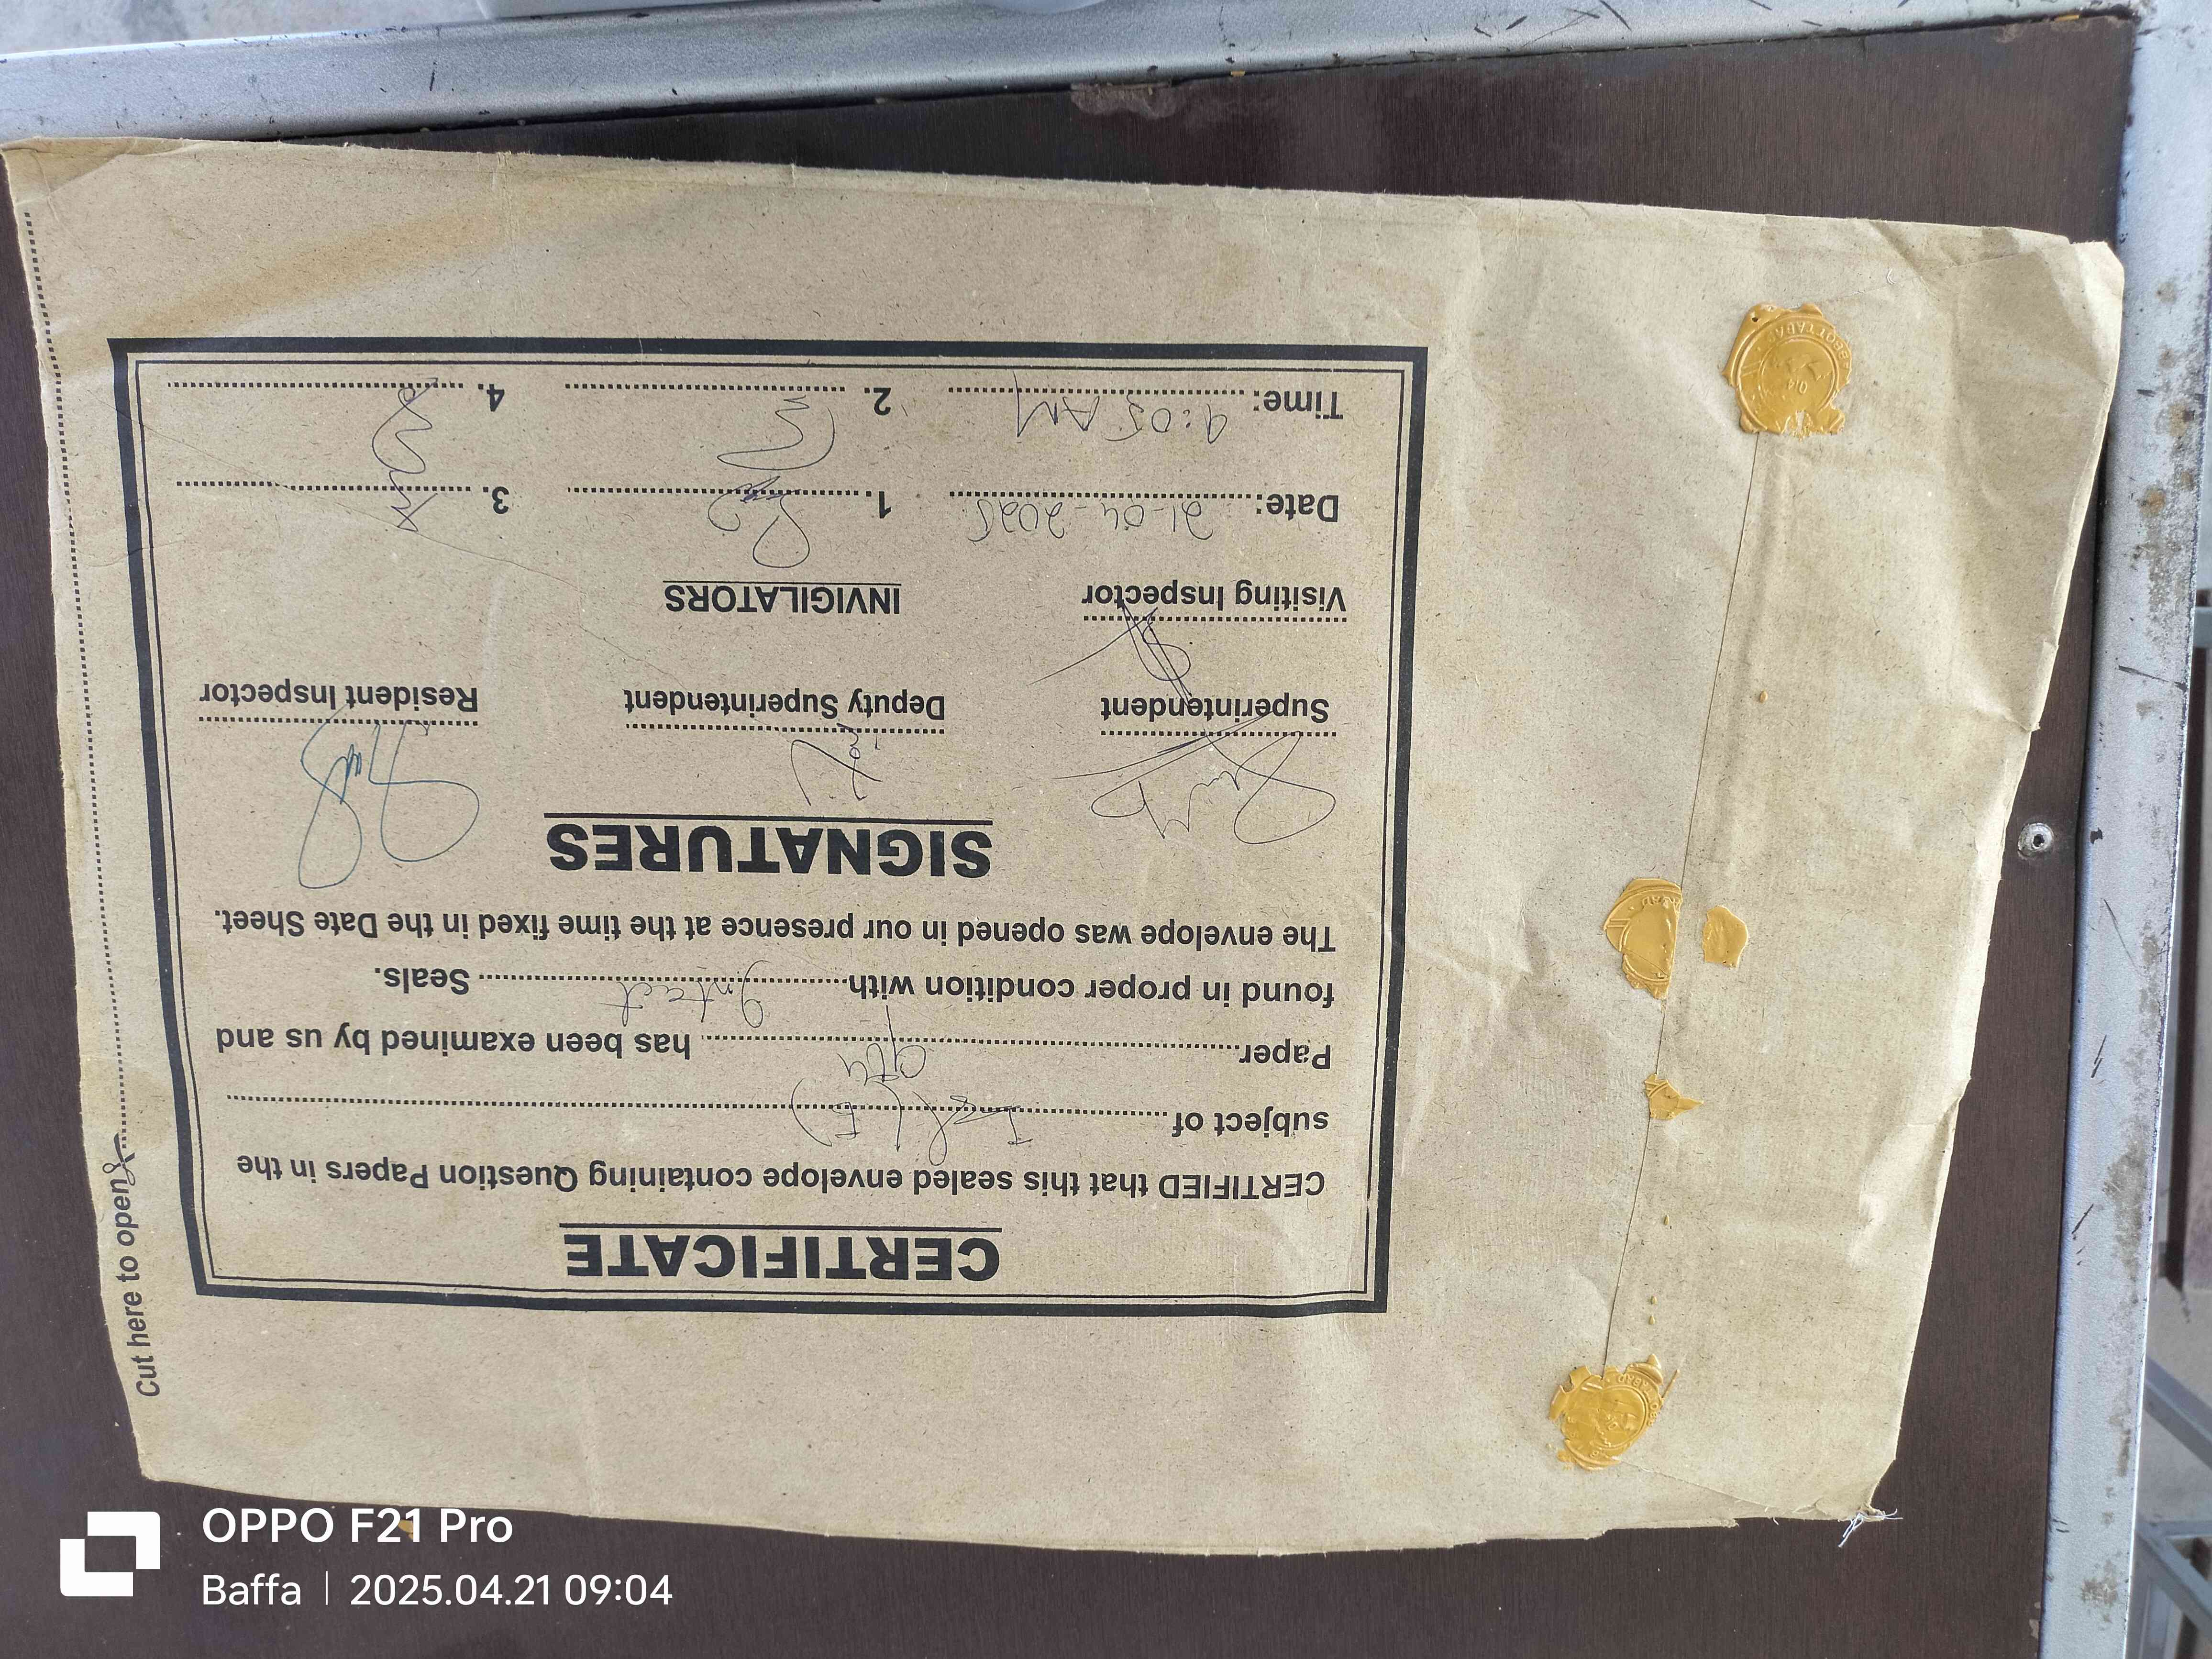 CERTIFICATE
CERTIFIED that this sealed envelope containing Question Papers in the
subject of
Paper 9th has been examined by us and
found in proper condition with Intact Seals.
The envelope was opened in our presence at the time fixed in the Date Sheet.
SIGNATURES
Superintendent Deputy Superintendent Resident Inspector
Visiting Inspector INVIGILATORS
Date: 21-04-2025 1. 3.
Time: 9:05 AM 2. 4.
Cut here to open
OPPO F21 Pro
Baffa | 2025.04.21 09:04